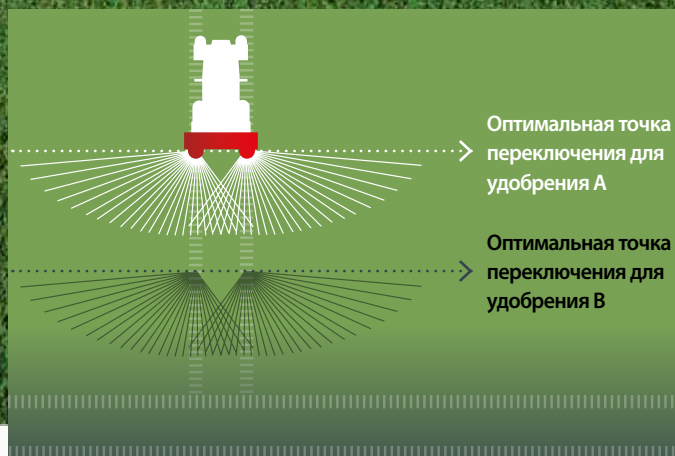 Оптимальная точка
переключения для
удобрения А
Оптимальная точка
переключения для
удобрения В